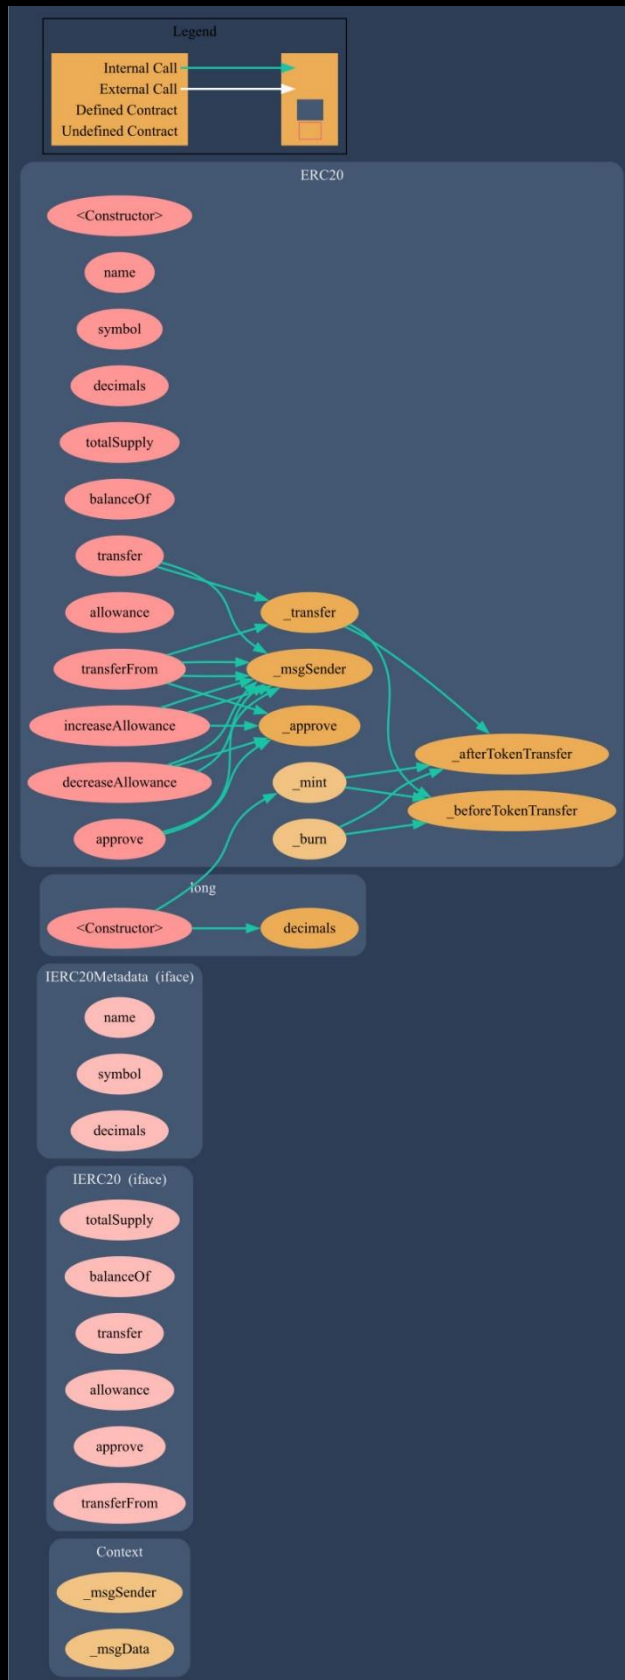 Legend
Internal Call
External Call
Defined Contract
Undefined Contract
ERC20
<Constructor>
name
symbol
decimals
totalSupply
balanceOf
transfer
allowance
_transfer
transferFrom
_msgSender
increaseAllowance
_approve
_afterTokenTransfer
decreaseAllowance
_mint
_beforeTokenTransfer
approve
_burn
long
<Constructor>
decimals
IERC20Metadata (iface)
name
symbol
decimals
IERC20 (iface)
totalSupply
balanceOf
transfer
allowance
approve
transferFrom
Context
_msgSender
_msgData